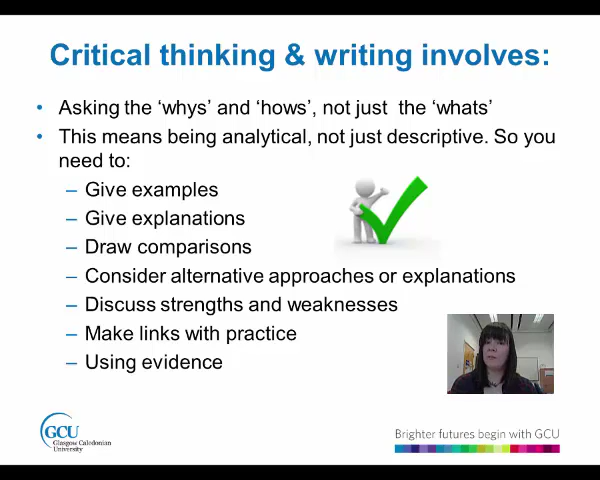 Critical thinking & writing involves:
• Asking the ‘whys’ and ‘hows’, not just the ‘whats’
• This means being analytical, not just descriptive. So you
need to:
– Give examples
– Give explanations
– Draw comparisons
– Consider alternative approaches or explanations
– Discuss strengths and weaknesses
– Make links with practice
– Using evidence
GCU
Glasgow Caledonian
University
Brighter futures begin with GCU